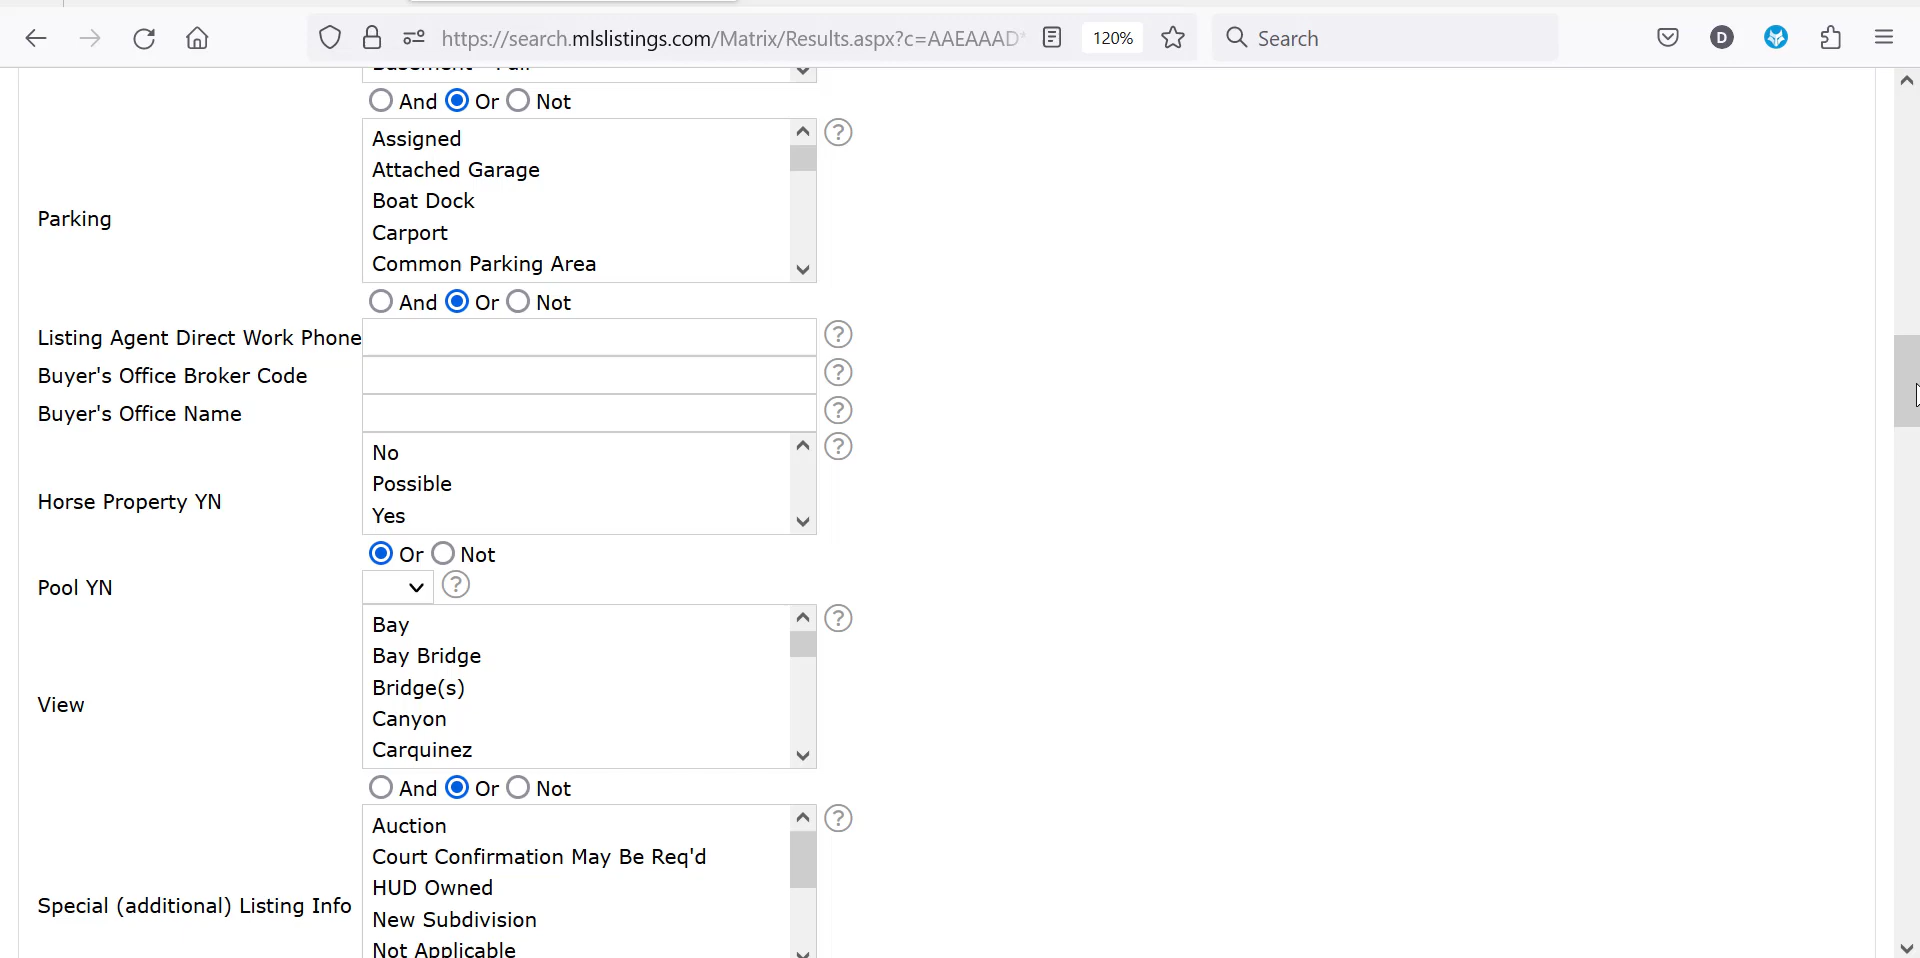 https://search.mlslistings.com/Matrix/Results.aspx?c=AAEAAAD
120%
Search
D
Basement - Full
And Or Not
Parking
Assigned
Attached Garage
Boat Dock
Carport
Common Parking Area
And Or Not
Listing Agent Direct Work Phone
Buyer's Office Broker Code
Buyer's Office Name
Horse Property YN
No
Possible
Yes
Or Not
Pool YN
View
Bay
Bay Bridge
Bridge(s)
Canyon
Carquinez
And Or Not
Special (additional) Listing Info
Auction
Court Confirmation May Be Req'd
HUD Owned
New Subdivision
Not Applicable